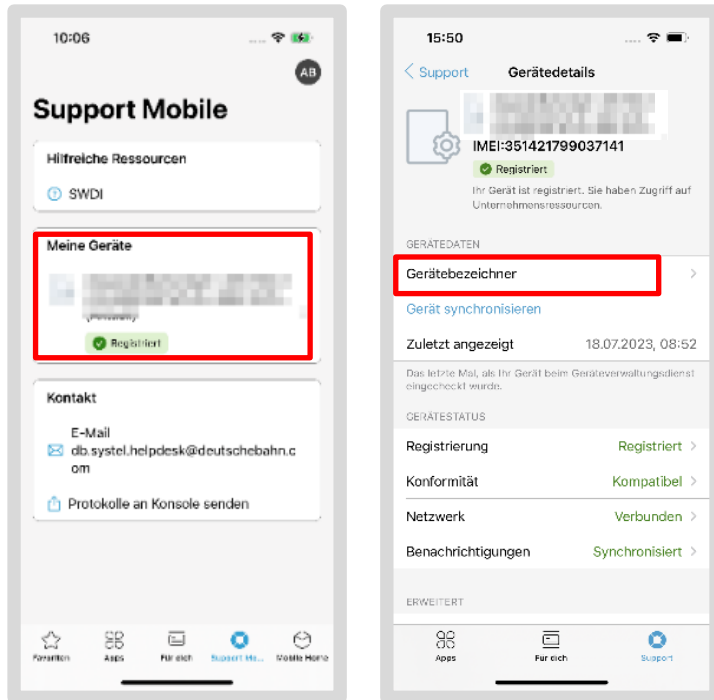 10:06
AB
Support Mobile
Hilfreiche Ressourcen
SWDI
Meine Geräte
Registriert
Kontakt
E-Mail
db.systel.helpdesk@deutschebahn.c
om
Protokolle an Konsole senden
Favoriten
Apps
Für dich
Support Me...
Mobile Home
15:50
Support
Gerätedetails
IMEI:351421799037141
Registriert
Ihr Gerät ist registriert. Sie haben Zugriff auf
Unternehmensressourcen.
GERÄTEDATEN
Gerätebezeichner
Gerät synchronisieren
Zuletzt angezeigt 18.07.2023, 08:52
Das letzte Mal, als Ihr Gerät beim Geräteverwaltungsdienst
eingecheckt wurde.
GERÄTESTATUS
Registrierung Registriert
Konformität Kompatibel
Netzwerk Verbunden
Benachrichtigungen Synchronisiert
ERWEITERT
Apps
Für dich
Support